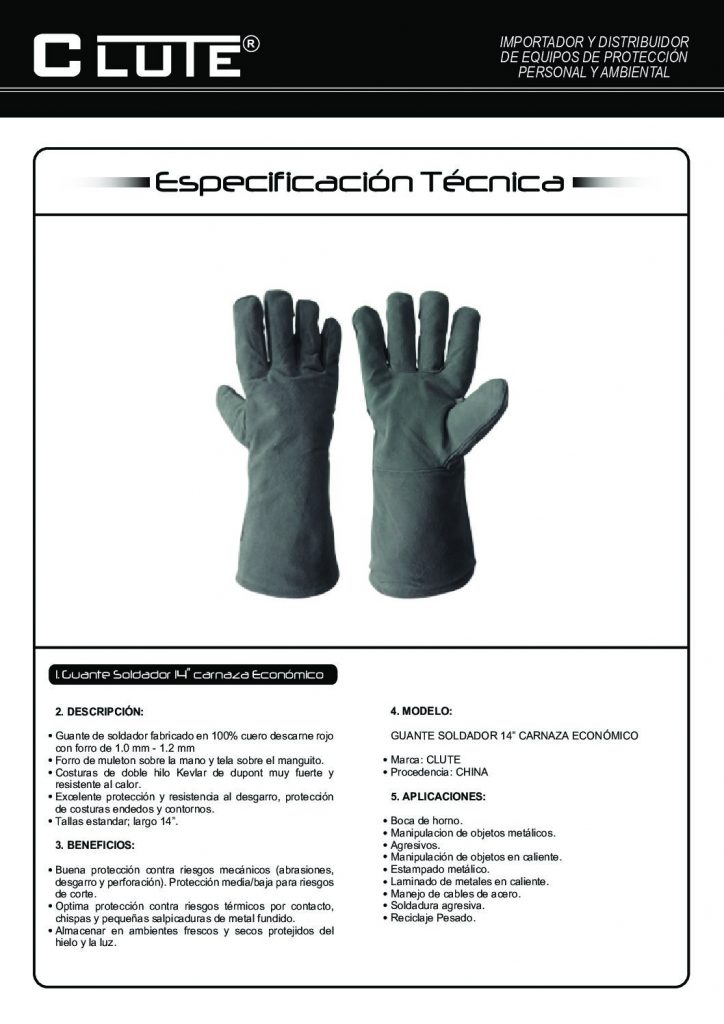 CLUTE®
IMPORTADOR Y DISTRIBUIDOR
DE EQUIPOS DE PROTECCIÓN
PERSONAL Y AMBIENTAL
Especificación Técnica
1. Guante Soldador 14" carnaza Económico
2. DESCRIPCIÓN:
• Guante de soldador fabricado en 100% cuero descarne rojo
con forro de 1.0 mm - 1.2 mm
• Forro de muleton sobre la mano y tela sobre el manguito.
• Costuras de doble hilo Kevlar de dupont muy fuerte y
resistente al calor.
• Excelente protección y resistencia al desgarro, protección
de costuras endedos y contornos.
• Tallas estandar; largo 14”.
3. BENEFICIOS:
• Buena protección contra riesgos mecánicos (abrasiones,
desgarro y perforación). Protección media/baja para riesgos
de corte.
• Optima protección contra riesgos térmicos por contacto,
chispas y pequeñas salpicaduras de metal fundido.
• Almacenar en ambientes frescos y secos protejidos del
hielo y la luz.
4. MODELO:
GUANTE SOLDADOR 14” CARNAZA ECONÓMICO
• Marca: CLUTE
• Procedencia: CHINA
5. APLICACIONES:
• Boca de horno.
• Manipulacion de objetos metálicos.
• Agresivos.
• Manipulación de objetos en caliente.
• Estampado metálico.
• Laminado de metales en caliente.
• Manejo de cables de acero.
• Soldadura agresiva.
• Reciclaje Pesado.